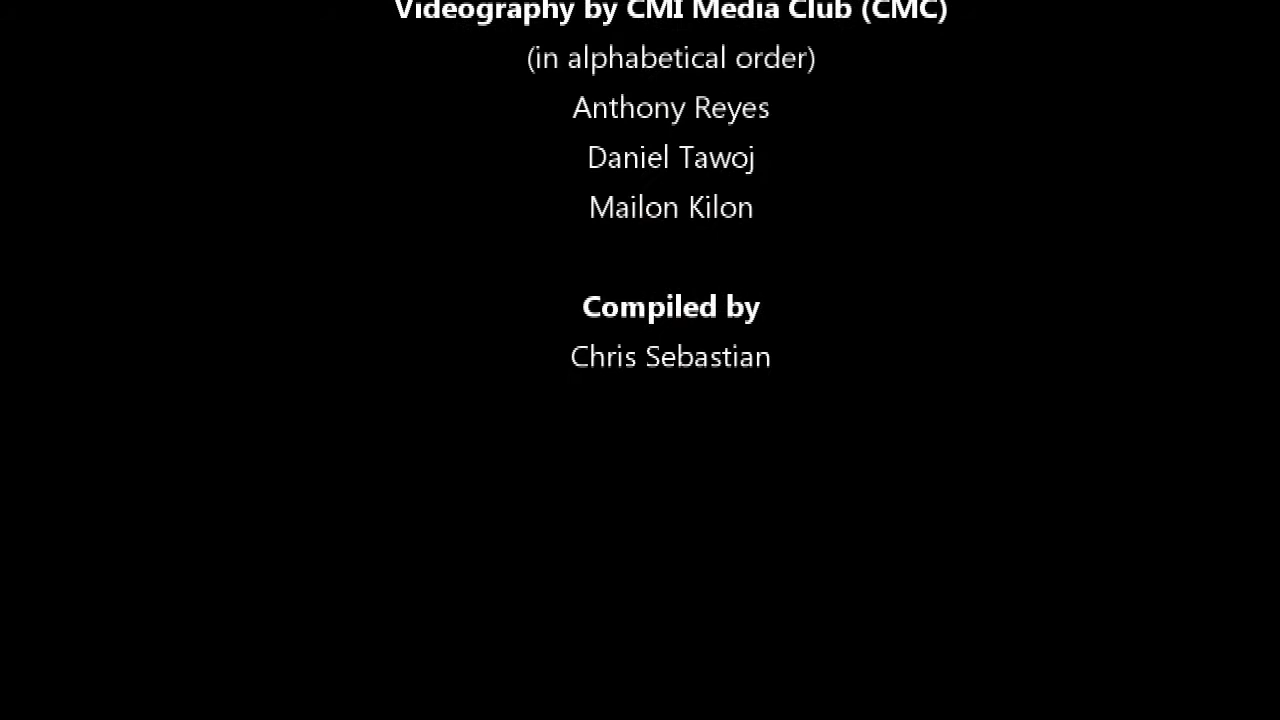 Videography by CMI Media Club (CMC)
(in alphabetical order)
Anthony Reyes
Daniel Tawoj
Mailon Kilon
Compiled by
Chris Sebastian